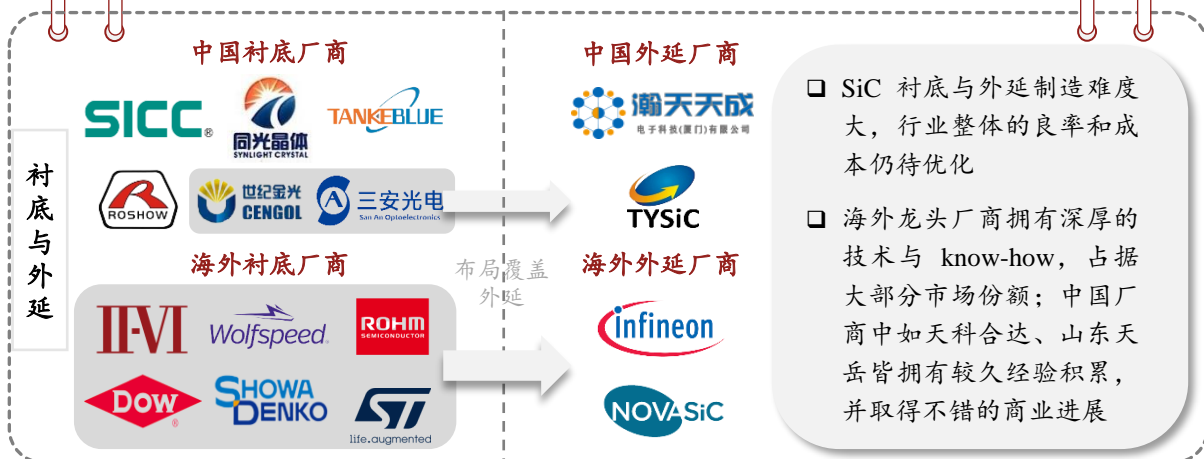 衬底与外延
中国衬底厂商
SICC®
同光晶体
SYNLIGHT CRYSTAL
TANKEBLUE
ROSHOW
世纪金光
CENGOL
三安光电
San An Optoelectronics
海外衬底厂商
II-VI
Wolfspeed
ROHM
SEMICONDUCTOR
DOW®
SHOWA
DENKO
ST
life.augmented
布局覆盖
外延
中国外延厂商
瀚天天成
电子科技(厦门)有限公司
TYSiC
海外外延厂商
infineon
NOVASiC
SiC 衬底与外延制造难度
大，行业整体的良率和成
本仍待优化
海外龙头厂商拥有深厚的
技术与 know-how，占据
大部分市场份额；中国厂
商中如天科合达、山东天
岳皆拥有较久经验积累，
并取得不错的商业进展